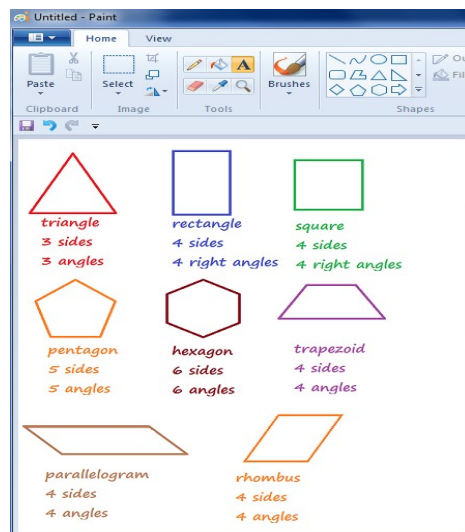 Untitled - Paint
Home View
Paste
Select
Brushes
Clipboard Image Tools Shapes
A
triangle
3 sides
3 angles
rectangle
4 sides
4 right angles
square
4 sides
4 right angles
pentagon
5 sides
5 angles
hexagon
6 sides
6 angles
trapezoid
4 sides
4 angles
parallelogram
4 sides
4 angles
rhombus
4 sides
4 angles